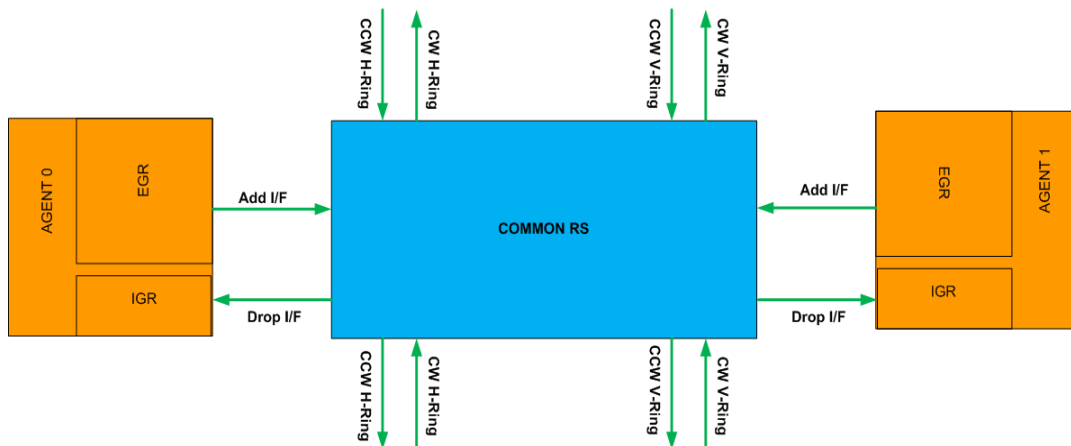 CCW H-Ring
CW H-Ring
CCW V-Ring
CW V-Ring
AGENT 0
EGR
Add I/F
COMMON RS
Add I/F
EGR
AGENT 1
IGR
Drop I/F
Drop I/F
IGR
CCW H-Ring
CW H-Ring
CCW V-Ring
CW V-Ring